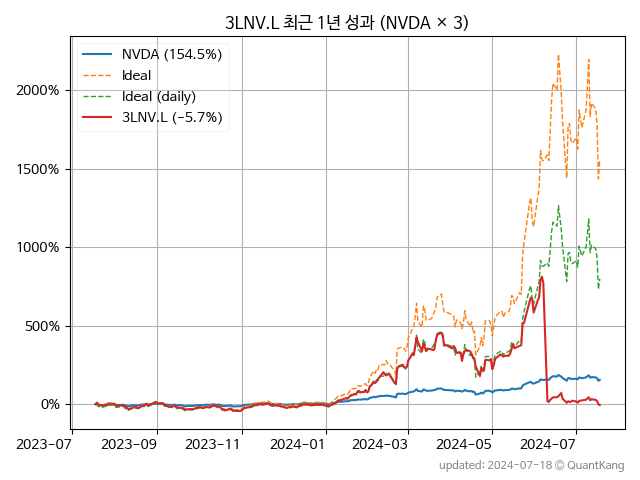 3LNV.L 최근 1년 성과 (NVDA × 3)
NVDA (154.5%)
Ideal
Ideal (daily)
3LNV.L (−5.7%)
2000%
1500%
1000%
500%
0%
2023-07 2023-09 2023-11 2024-01 2024-03 2024-05 2024-07
updated: 2024-07-18 © QuantKang